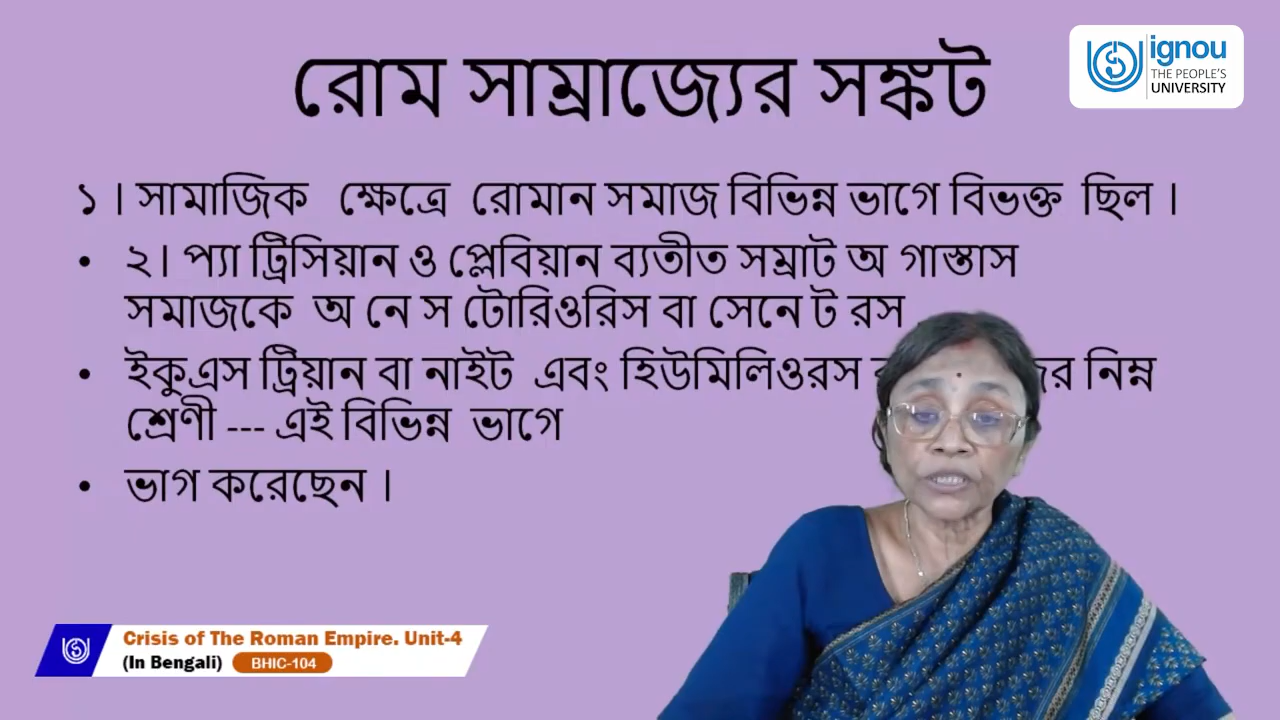 রোম সাম্রাজ্যের সঙ্কট
ignou
THE PEOPLE'S
UNIVERSITY
১ । সামাজিক ক্ষেত্রে রোমান সমাজ বিভিন্ন ভাগে বিভক্ত ছিল ।
• ২। প্যা ট্রিসিয়ান ও প্লেবিয়ান ব্যতীত সম্রাট অ গাস্তাস
সমাজকে অ নে স টোরিওরিস বা সেনে ট রস
• ইকুএস ট্রিয়ান বা নাইট এবং হিউমিলিওরস নিম্ন
শ্রেণী --- এই বিভিন্ন ভাগে
• ভাগ করেছেন ।
Crisis of The Roman Empire. Unit-4
(In Bengali) BHIC-104